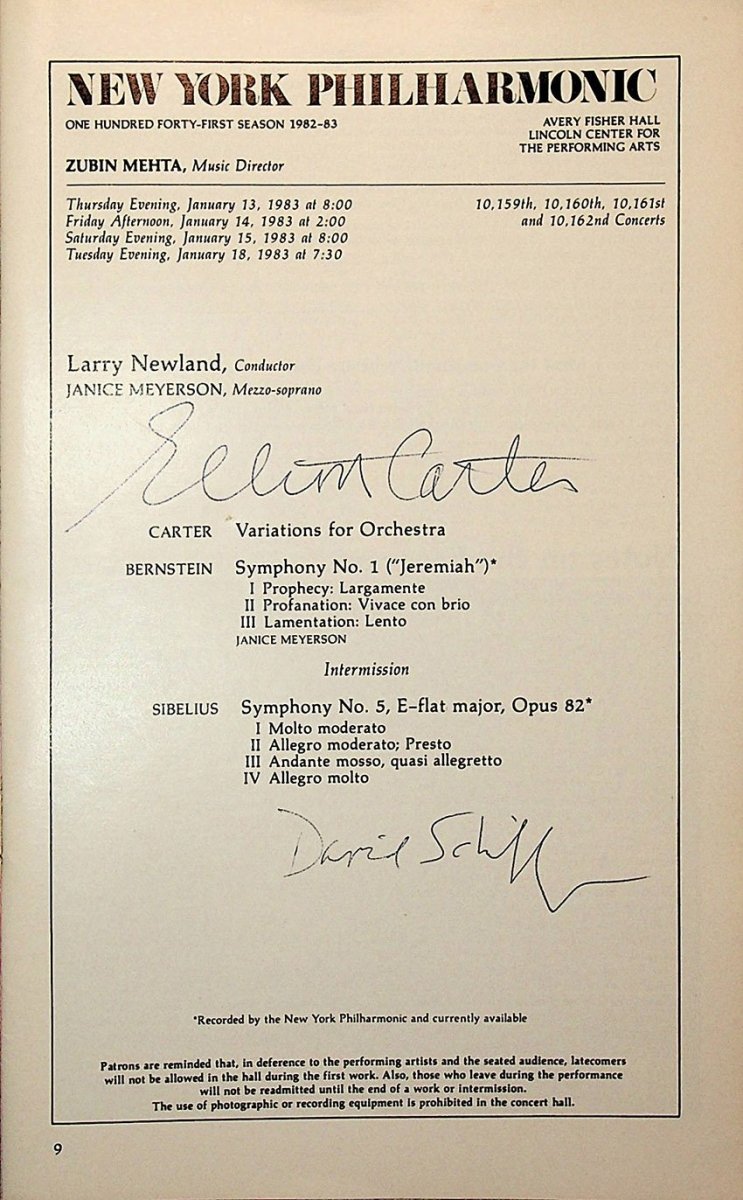 NEW YORK PHILHARMONIC
ONE HUNDRED FORTY-FIRST SEASON 1982-83
AVERY FISHER HALL
LINCOLN CENTER FOR
THE PERFORMING ARTS
ZUBIN MEHTA, Music Director
Thursday Evening, January 13, 1983 at 8:00
Friday Afternoon, January 14, 1983 at 2:00
Saturday Evening, January 15, 1983 at 8:00
Tuesday Evening, January 18, 1983 at 7:30
10,159th, 10,160th, 10,161st
and 10,162nd Concerts
Larry Newland, Conductor
JANICE MEYERSON, Mezzo-soprano
Elliott Carter
CARTER Variations for Orchestra
BERNSTEIN Symphony No. 1 ("Jeremiah")*
I Prophecy: Largamente
II Profanation: Vivace con brio
III Lamentation: Lento
JANICE MEYERSON
Intermission
SIBELIUS Symphony No. 5, E-flat major, Opus 82*
I Molto moderato
II Allegro moderato; Presto
III Andante mosso, quasi allegretto
IV Allegro molto
David Schiff
*Recorded by the New York Philharmonic and currently available
Patrons are reminded that, in deference to the performing artists and the seated audience, latecomers
will not be allowed in the hall during the first work. Also, those who leave during the performance
will not be readmitted until the end of a work or intermission.
The use of photographic or recording equipment is prohibited in the concert hall.
9